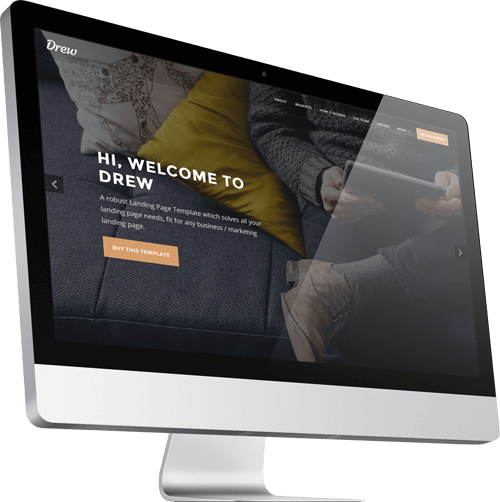 Drew
ABOUT
BENEFITS
HOW IT WORKS
THE TEAM
PRICING
MORE
HI, WELCOME TO
DREW
A robust Landing Page Template which solves all your
landing page needs, fit for any business / marketing
landing page.
BUY THIS TEMPLATE